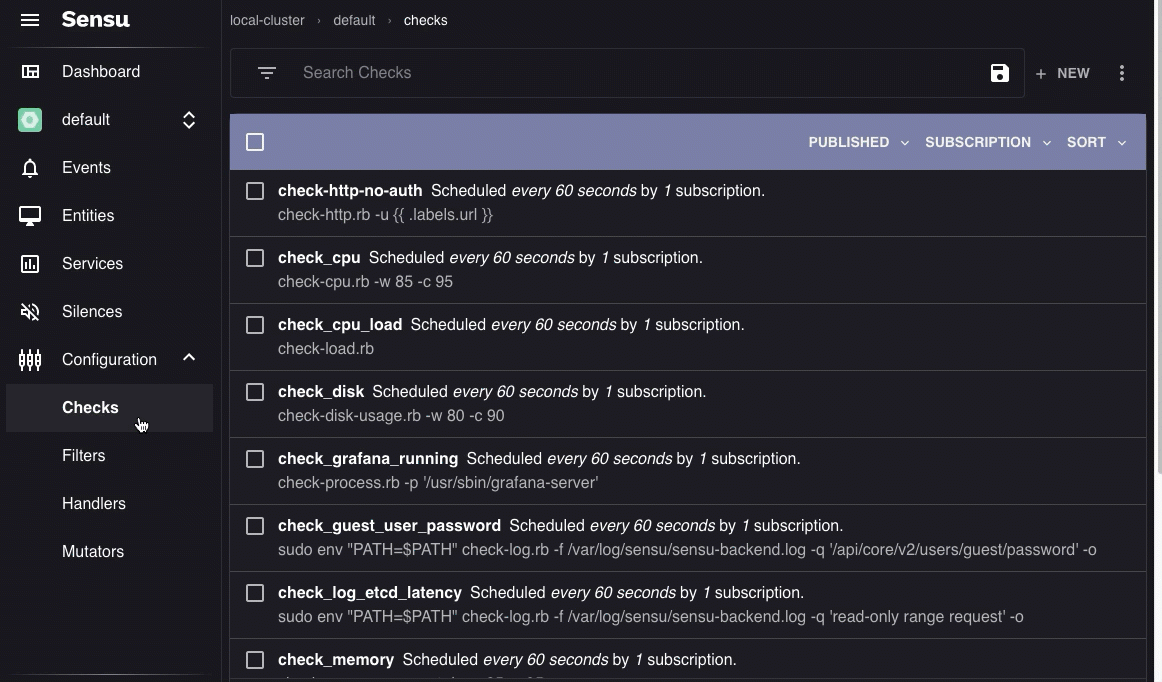 Sensu
local-cluster › default › checks
Dashboard
Search Checks
+ NEW
default
PUBLISHED SUBSCRIPTION SORT
Events
Entities
Services
Silences
Configuration
Checks
Filters
Handlers
Mutators
check-http-no-auth Scheduled every 60 seconds by 1 subscription.
check-http.rb -u {{ .labels.url }}
check_cpu Scheduled every 60 seconds by 1 subscription.
check-cpu.rb -w 85 -c 95
check_cpu_load Scheduled every 60 seconds by 1 subscription.
check-load.rb
check_disk Scheduled every 60 seconds by 1 subscription.
check-disk-usage.rb -w 80 -c 90
check_grafana_running Scheduled every 60 seconds by 1 subscription.
check-process.rb -p '/usr/sbin/grafana-server'
check_guest_user_password Scheduled every 60 seconds by 1 subscription.
sudo env "PATH=$PATH" check-log.rb -f /var/log/sensu/sensu-backend.log -q '/api/core/v2/users/guest/password' -o
check_log_etcd_latency Scheduled every 60 seconds by 1 subscription.
sudo env "PATH=$PATH" check-log.rb -f /var/log/sensu/sensu-backend.log -q 'read-only range request' -o
check_memory Scheduled every 60 seconds by 1 subscription.